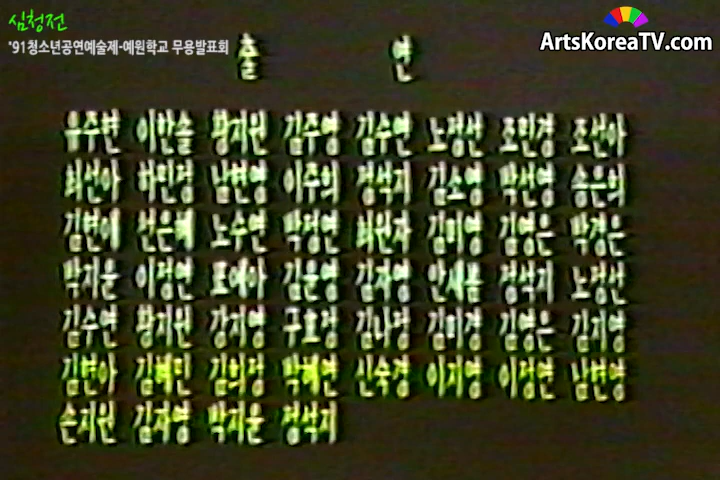 심청전
'91청소년공연예술제-예원학교 무용발표회
ArtsKoreaTV.com
출 연
유주현 이한솔 황지원 김주영 김수연 노정선 조민경 조선아
최선아 하민정 남현영 이주희 정석지 김소영 박선영 송은희
김현애 선은혜 노수연 박정연 최원자 김미영 김영은 박경은
박지윤 이정연 표예아 김윤영 김자영 안세봄 정석지 노정선
김수연 황지원 강지영 구효정 김나정 김미경 김영은 김지영
김현아 김혜민 김희정 박혜연 신숙경 이지영 이정연 남현영
손지원 김자영 박지윤 정석지